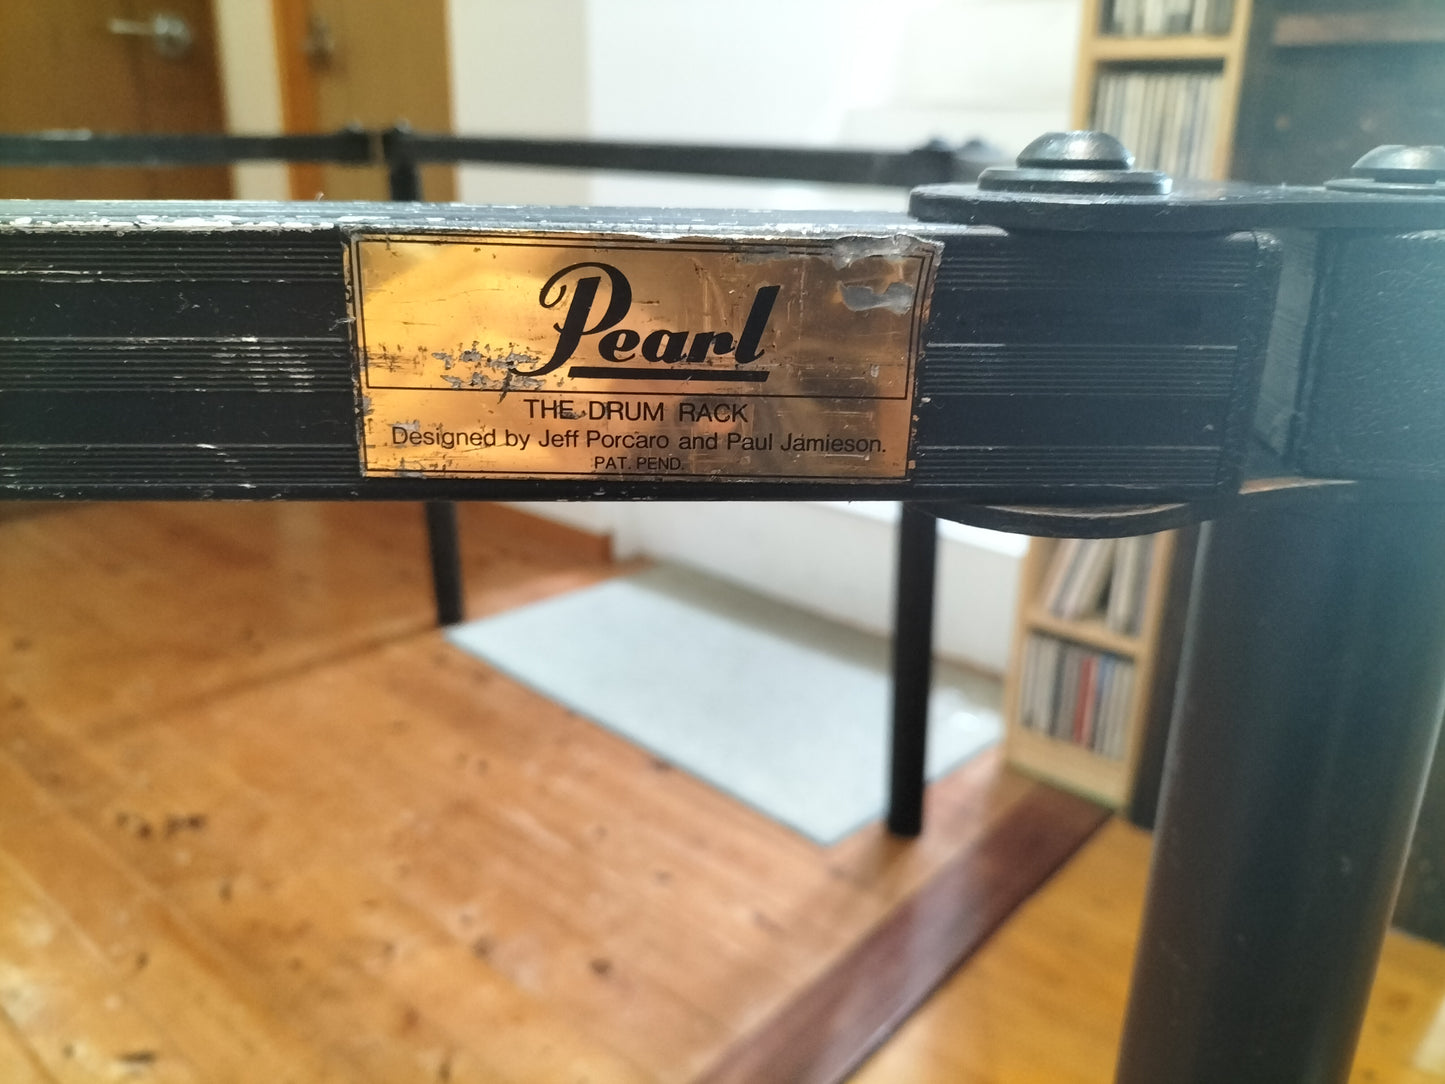 Pearl
THE DRUM RACK
Designed by Jeff Porcaro and Paul Jamieson.
PAT. PEND.